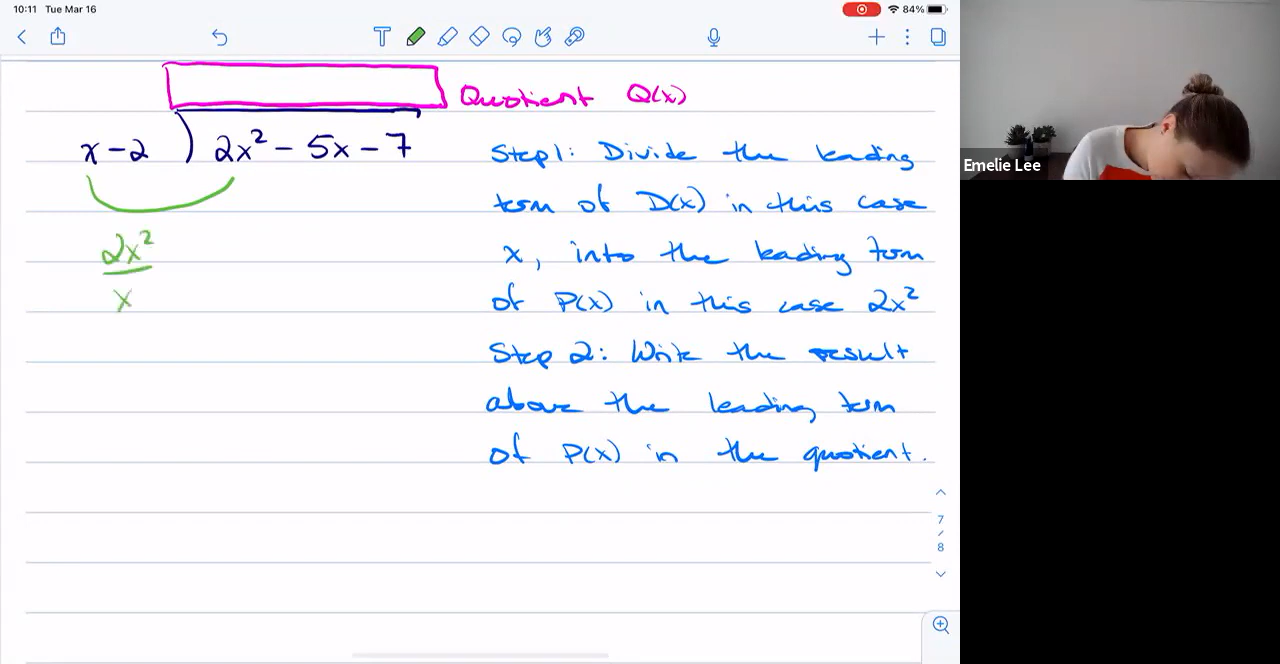 10:11 Tue Mar 16
84%
Quotient Q(x)
x - 2 ) 2x² - 5x - 7
2x²
x
Step 1: Divide the leading
term of D(x) in this case
x, into the leading term
of P(x) in this case 2x²
Step 2: Write the result
above the leading term
of P(x) in the quotient.
7
/
8
Emelie Lee